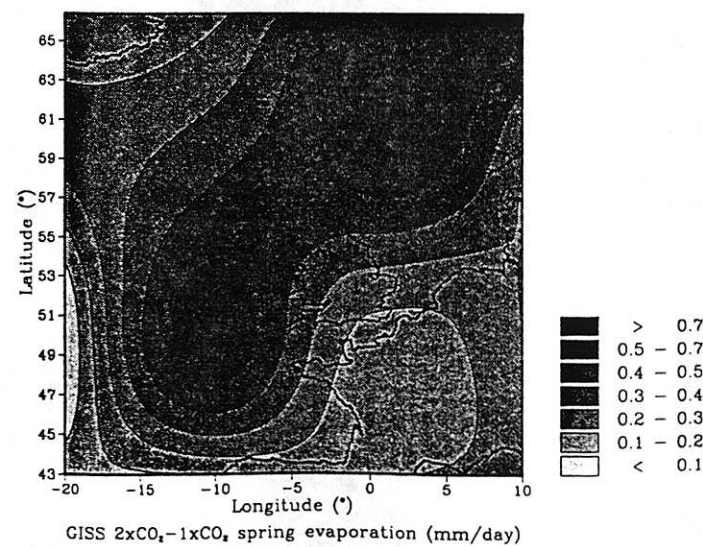 65
63
61
59
57
55
53
51
49
47
45
43
Latitude (°)
-20
-15
-10
-5
0
5
10
Longitude (°)
> 0.7
0.5 - 0.7
0.4 - 0.5
0.3 - 0.4
0.2 - 0.3
0.1 - 0.2
< 0.1
GISS 2xCO₂-1xCO₂ spring evaporation (mm/day)